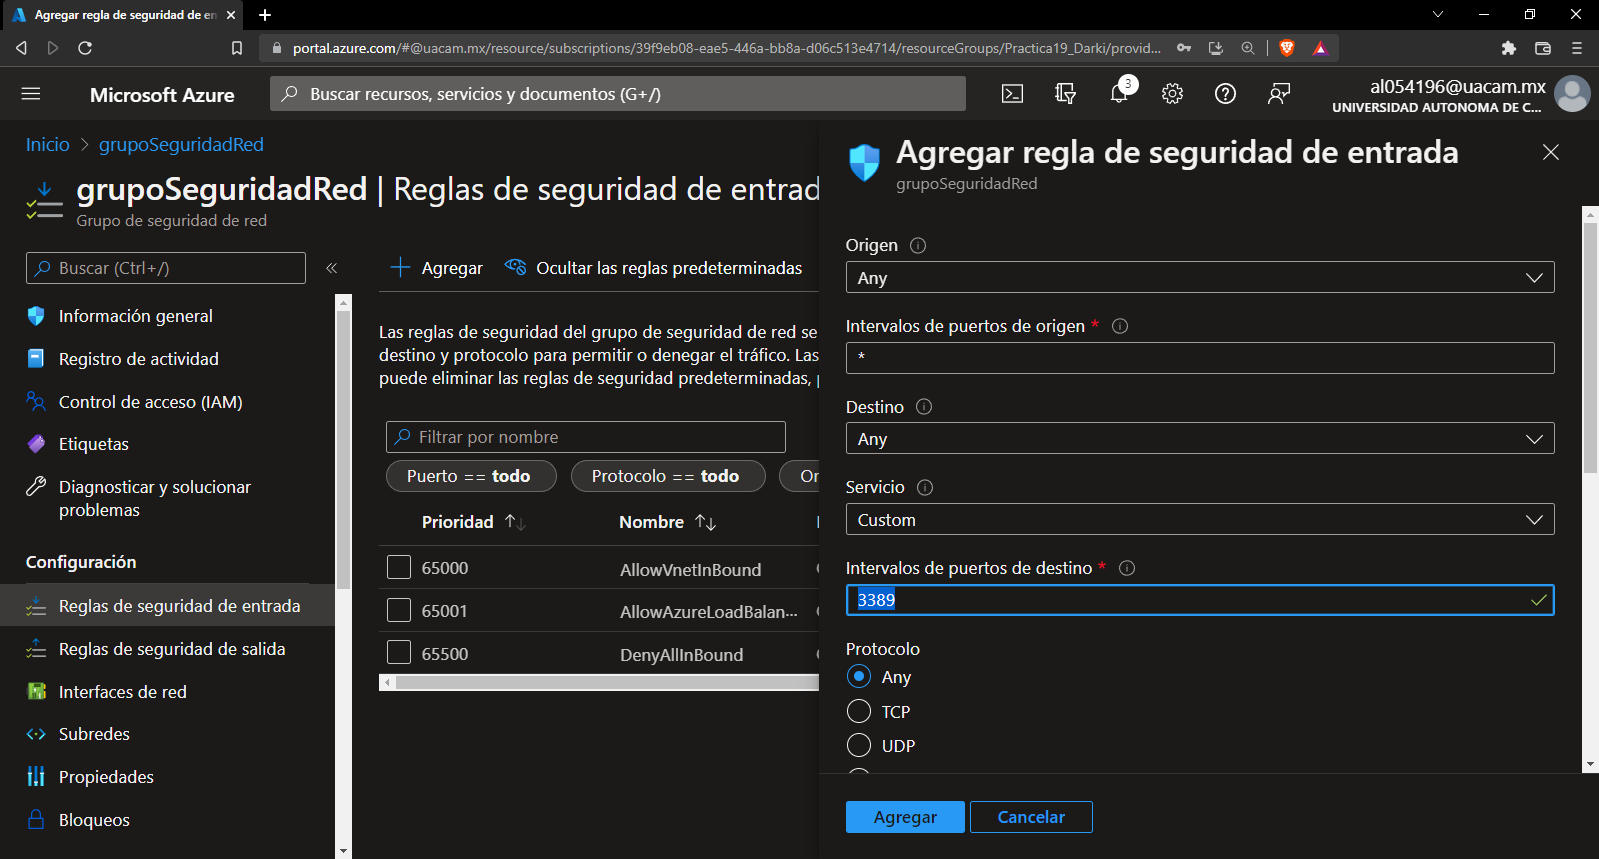 Agregar regla de seguridad de en
portal.azure.com/#@uacam.mx/resource/subscriptions/39f9eb08-eae5-446a-bb8a-d06c513e4714/resourceGroups/Practica19_Darki/provid...
Microsoft Azure
Buscar recursos, servicios y documentos (G+/)
3
al054196@uacam.mx
UNIVERSIDAD AUTONOMA DE C...
Inicio > grupoSeguridadRed
grupoSeguridadRed | Reglas de seguridad de entrad
Grupo de seguridad de red
Buscar (Ctrl+/)
«
Información general
Registro de actividad
Control de acceso (IAM)
Etiquetas
Diagnosticar y solucionar
problemas
Configuración
Reglas de seguridad de entrada
Reglas de seguridad de salida
Interfaces de red
Subredes
Propiedades
Bloqueos
Agregar
Ocultar las reglas predeterminadas
Las reglas de seguridad del grupo de seguridad de red se
destino y protocolo para permitir o denegar el tráfico. Las
puede eliminar las reglas de seguridad predeterminadas,
Filtrar por nombre
Puerto == todo
Protocolo == todo
Or
Prioridad
Nombre
65000
AllowVnetInBound
65001
AllowAzureLoadBalan...
65500
DenyAllInBound
Agregar regla de seguridad de entrada
grupoSeguridadRed
Origen
Any
Intervalos de puertos de origen *
*
Destino
Any
Servicio
Custom
Intervalos de puertos de destino *
3389
Protocolo
Any
TCP
UDP
Agregar
Cancelar